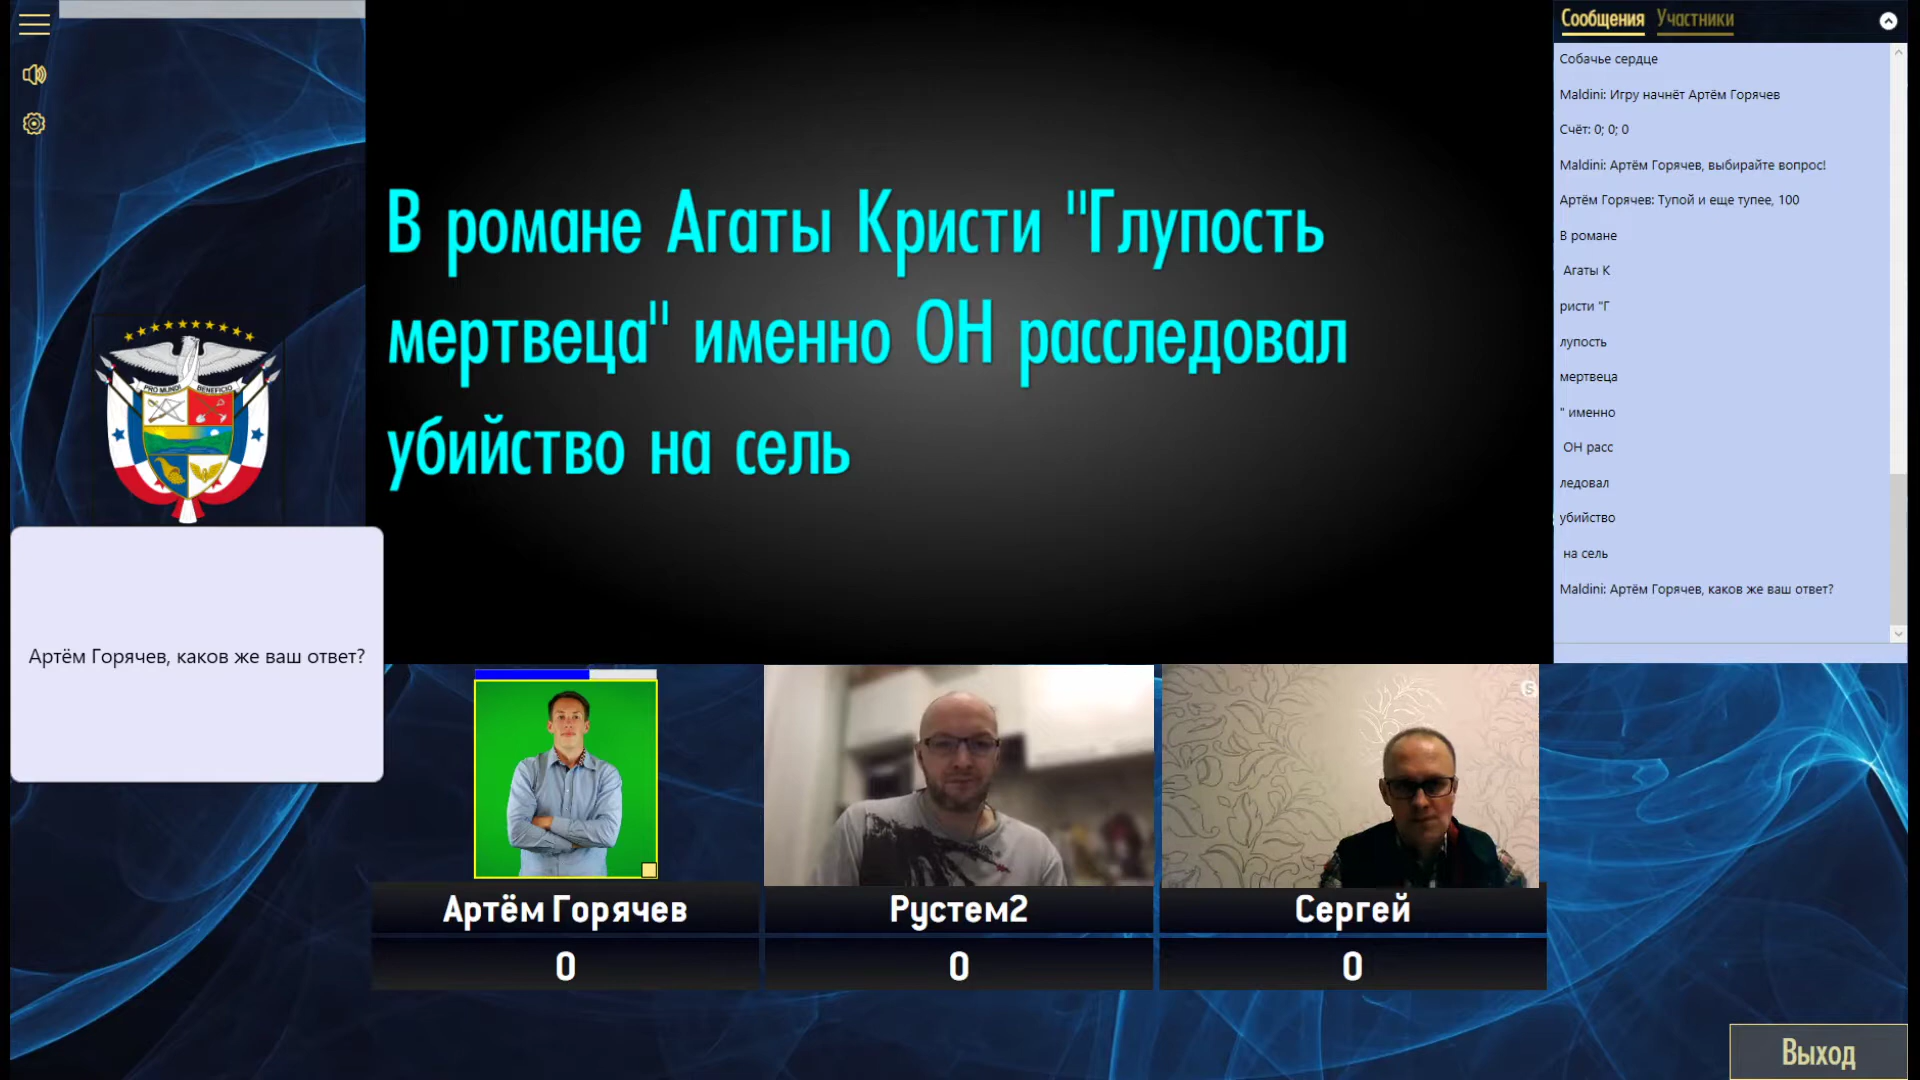 Сообщения Участники
В романе Агаты Кристи "Глупость
мертвеца" именно ОН расследовал
убийство на сель
Собачье сердце
Maldini: Игру начнёт Артём Горячев
Счёт: 0; 0; 0
Maldini: Артём Горячев, выбирайте вопрос!
Артём Горячев: Тупой и еще тупее, 100
В романе
Агаты К
ристи "Г
лупость
мертвеца
" именно
ОН расс
ледовал
убийство
на сель
Maldini: Артём Горячев, каков же ваш ответ?
PRO MUNDI BENEFICIO
Артём Горячев, каков же ваш ответ?
S
Артём Горячев
Рустем2
Сергей
0
0
0
Выход